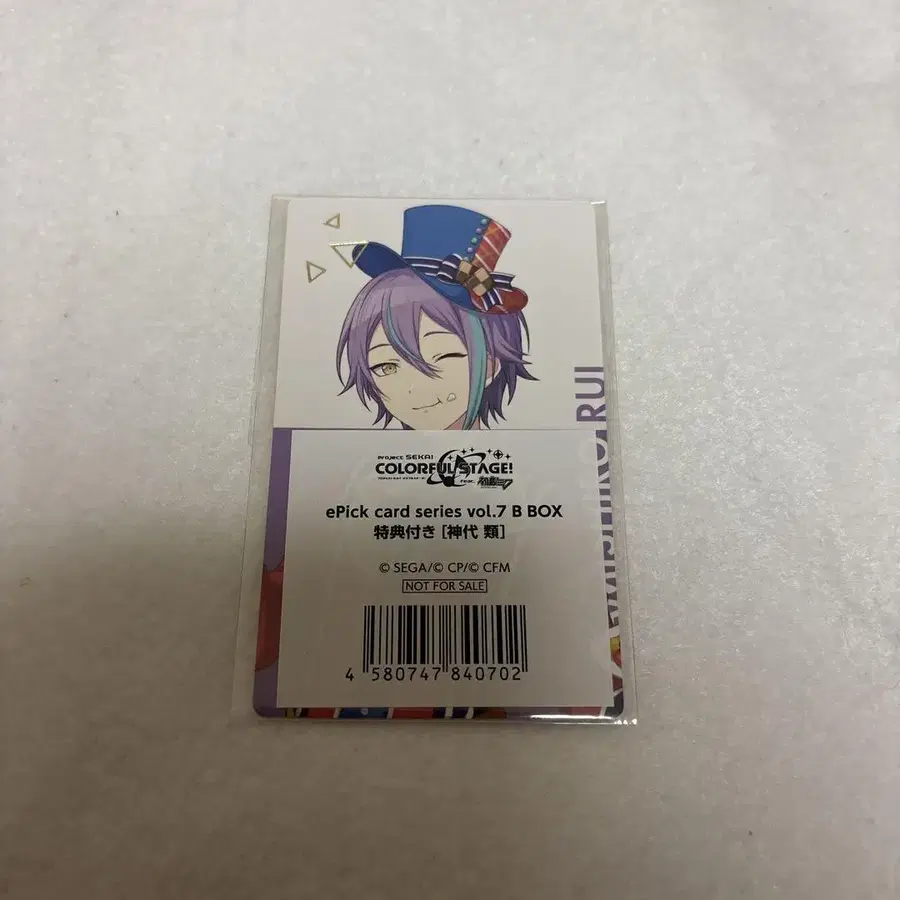 RUI
PROJECT SEKAI
COLORFUL STAGE!
feat. 初音ミク
ePick card series vol.7 B BOX
特典付き [神代 類]
© SEGA/© CP/© CFM
NOT FOR SALE
4 580747 840702